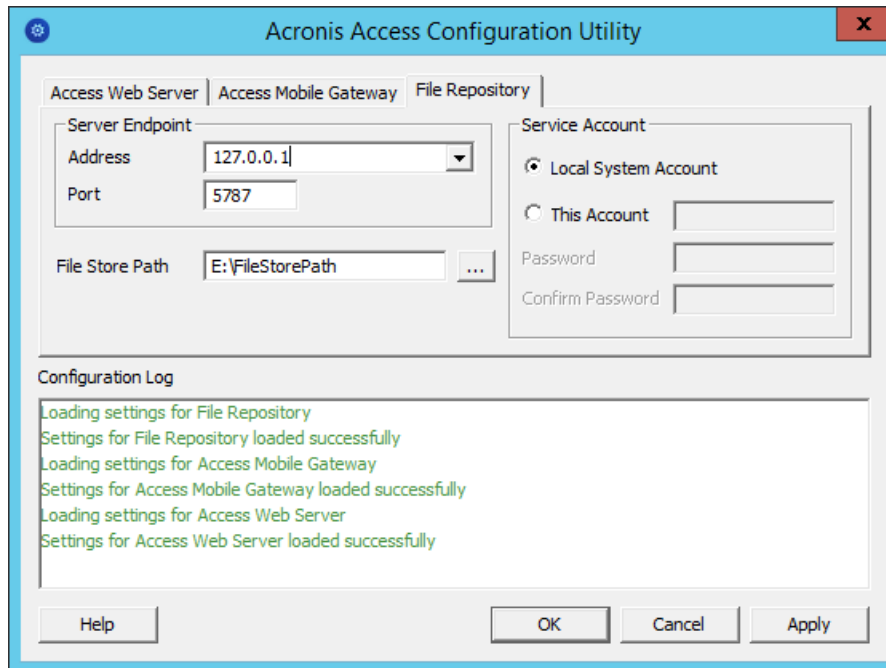 Acronis Access Configuration Utility
x
Access Web Server
Access Mobile Gateway
File Repository
Server Endpoint
Address
127.0.0.1
Port
5787
File Store Path
E:\FileStorePath
...
Service Account
Local System Account
This Account
Password
Confirm Password
Configuration Log
Loading settings for File Repository
Settings for File Repository loaded successfully
Loading settings for Access Mobile Gateway
Settings for Access Mobile Gateway loaded successfully
Loading settings for Access Web Server
Settings for Access Web Server loaded successfully
Help
OK
Cancel
Apply